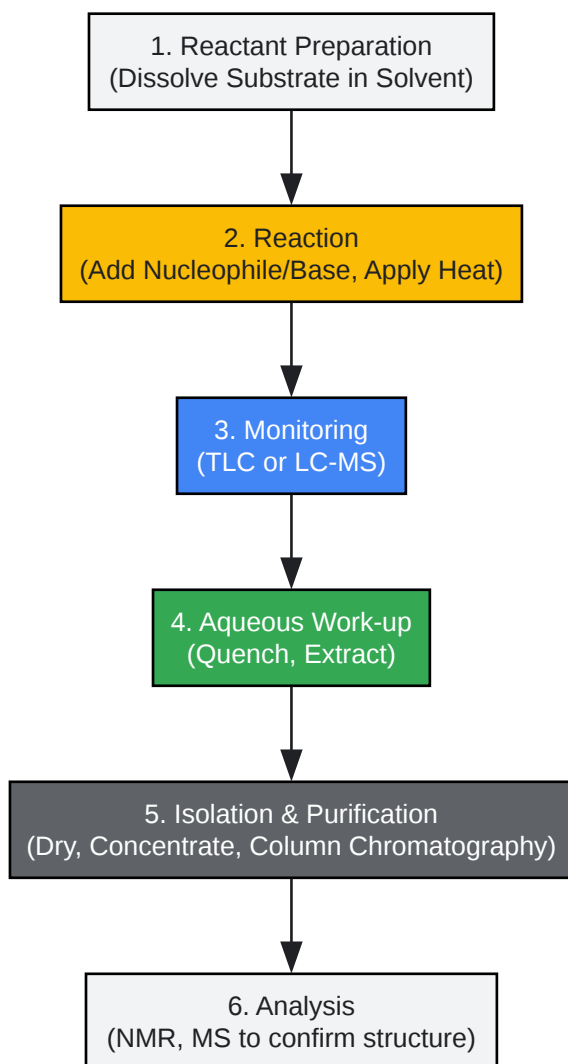 1. Reactant Preparation
(Dissolve Substrate in Solvent)
2. Reaction
(Add Nucleophile/Base, Apply Heat)
3. Monitoring
(TLC or LC-MS)
4. Aqueous Work-up
(Quench, Extract)
5. Isolation & Purification
(Dry, Concentrate, Column Chromatography)
6. Analysis
(NMR, MS to confirm structure)